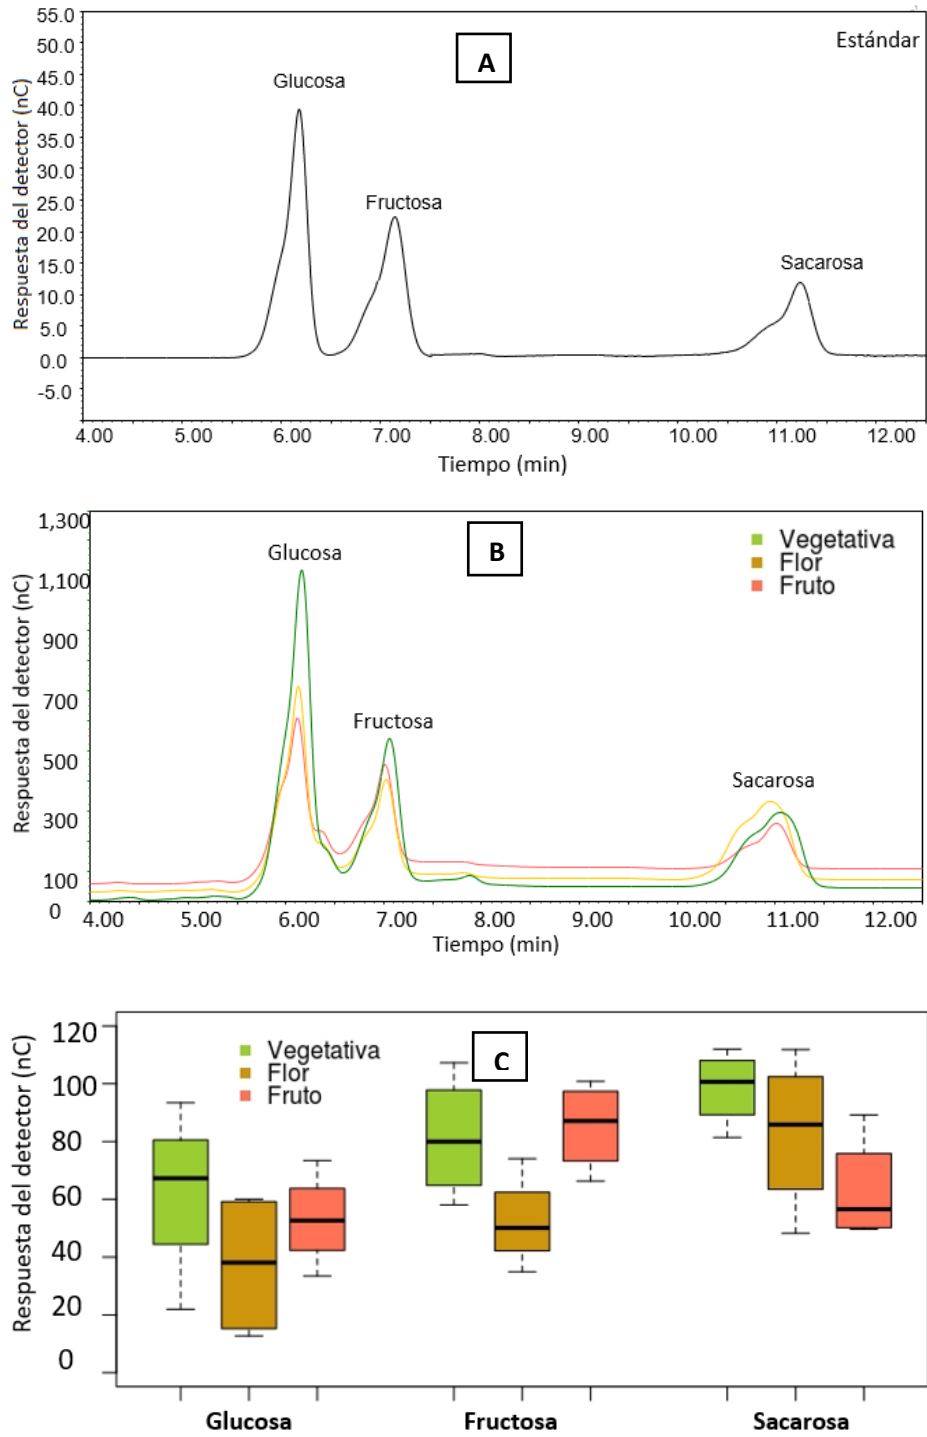 55.0
Estándar
50.0
A
45.0
Glucosa
40.0
35.0
30.0
25.0
Fructosa
20.0
15.0
Sacarosa
10.0
5.0
0.0
-5.0
Respuesta del detector (nC)
4.00 5.00 6.00 7.00 8.00 9.00 10.00 11.00 12.00
Tiempo (min)
1,300
B
Vegetativa
Flor
Fruto
Glucosa
1,100
900
700
Fructosa
500
Sacarosa
300
100
0
Respuesta del detector (nC)
4.00 5.00 6.00 7.00 8.00 9.00 10.00 11.00 12.00
Tiempo (min)
120
C
Vegetativa
Flor
Fruto
100
80
60
40
20
0
Respuesta del detector (nC)
Glucosa Fructosa Sacarosa